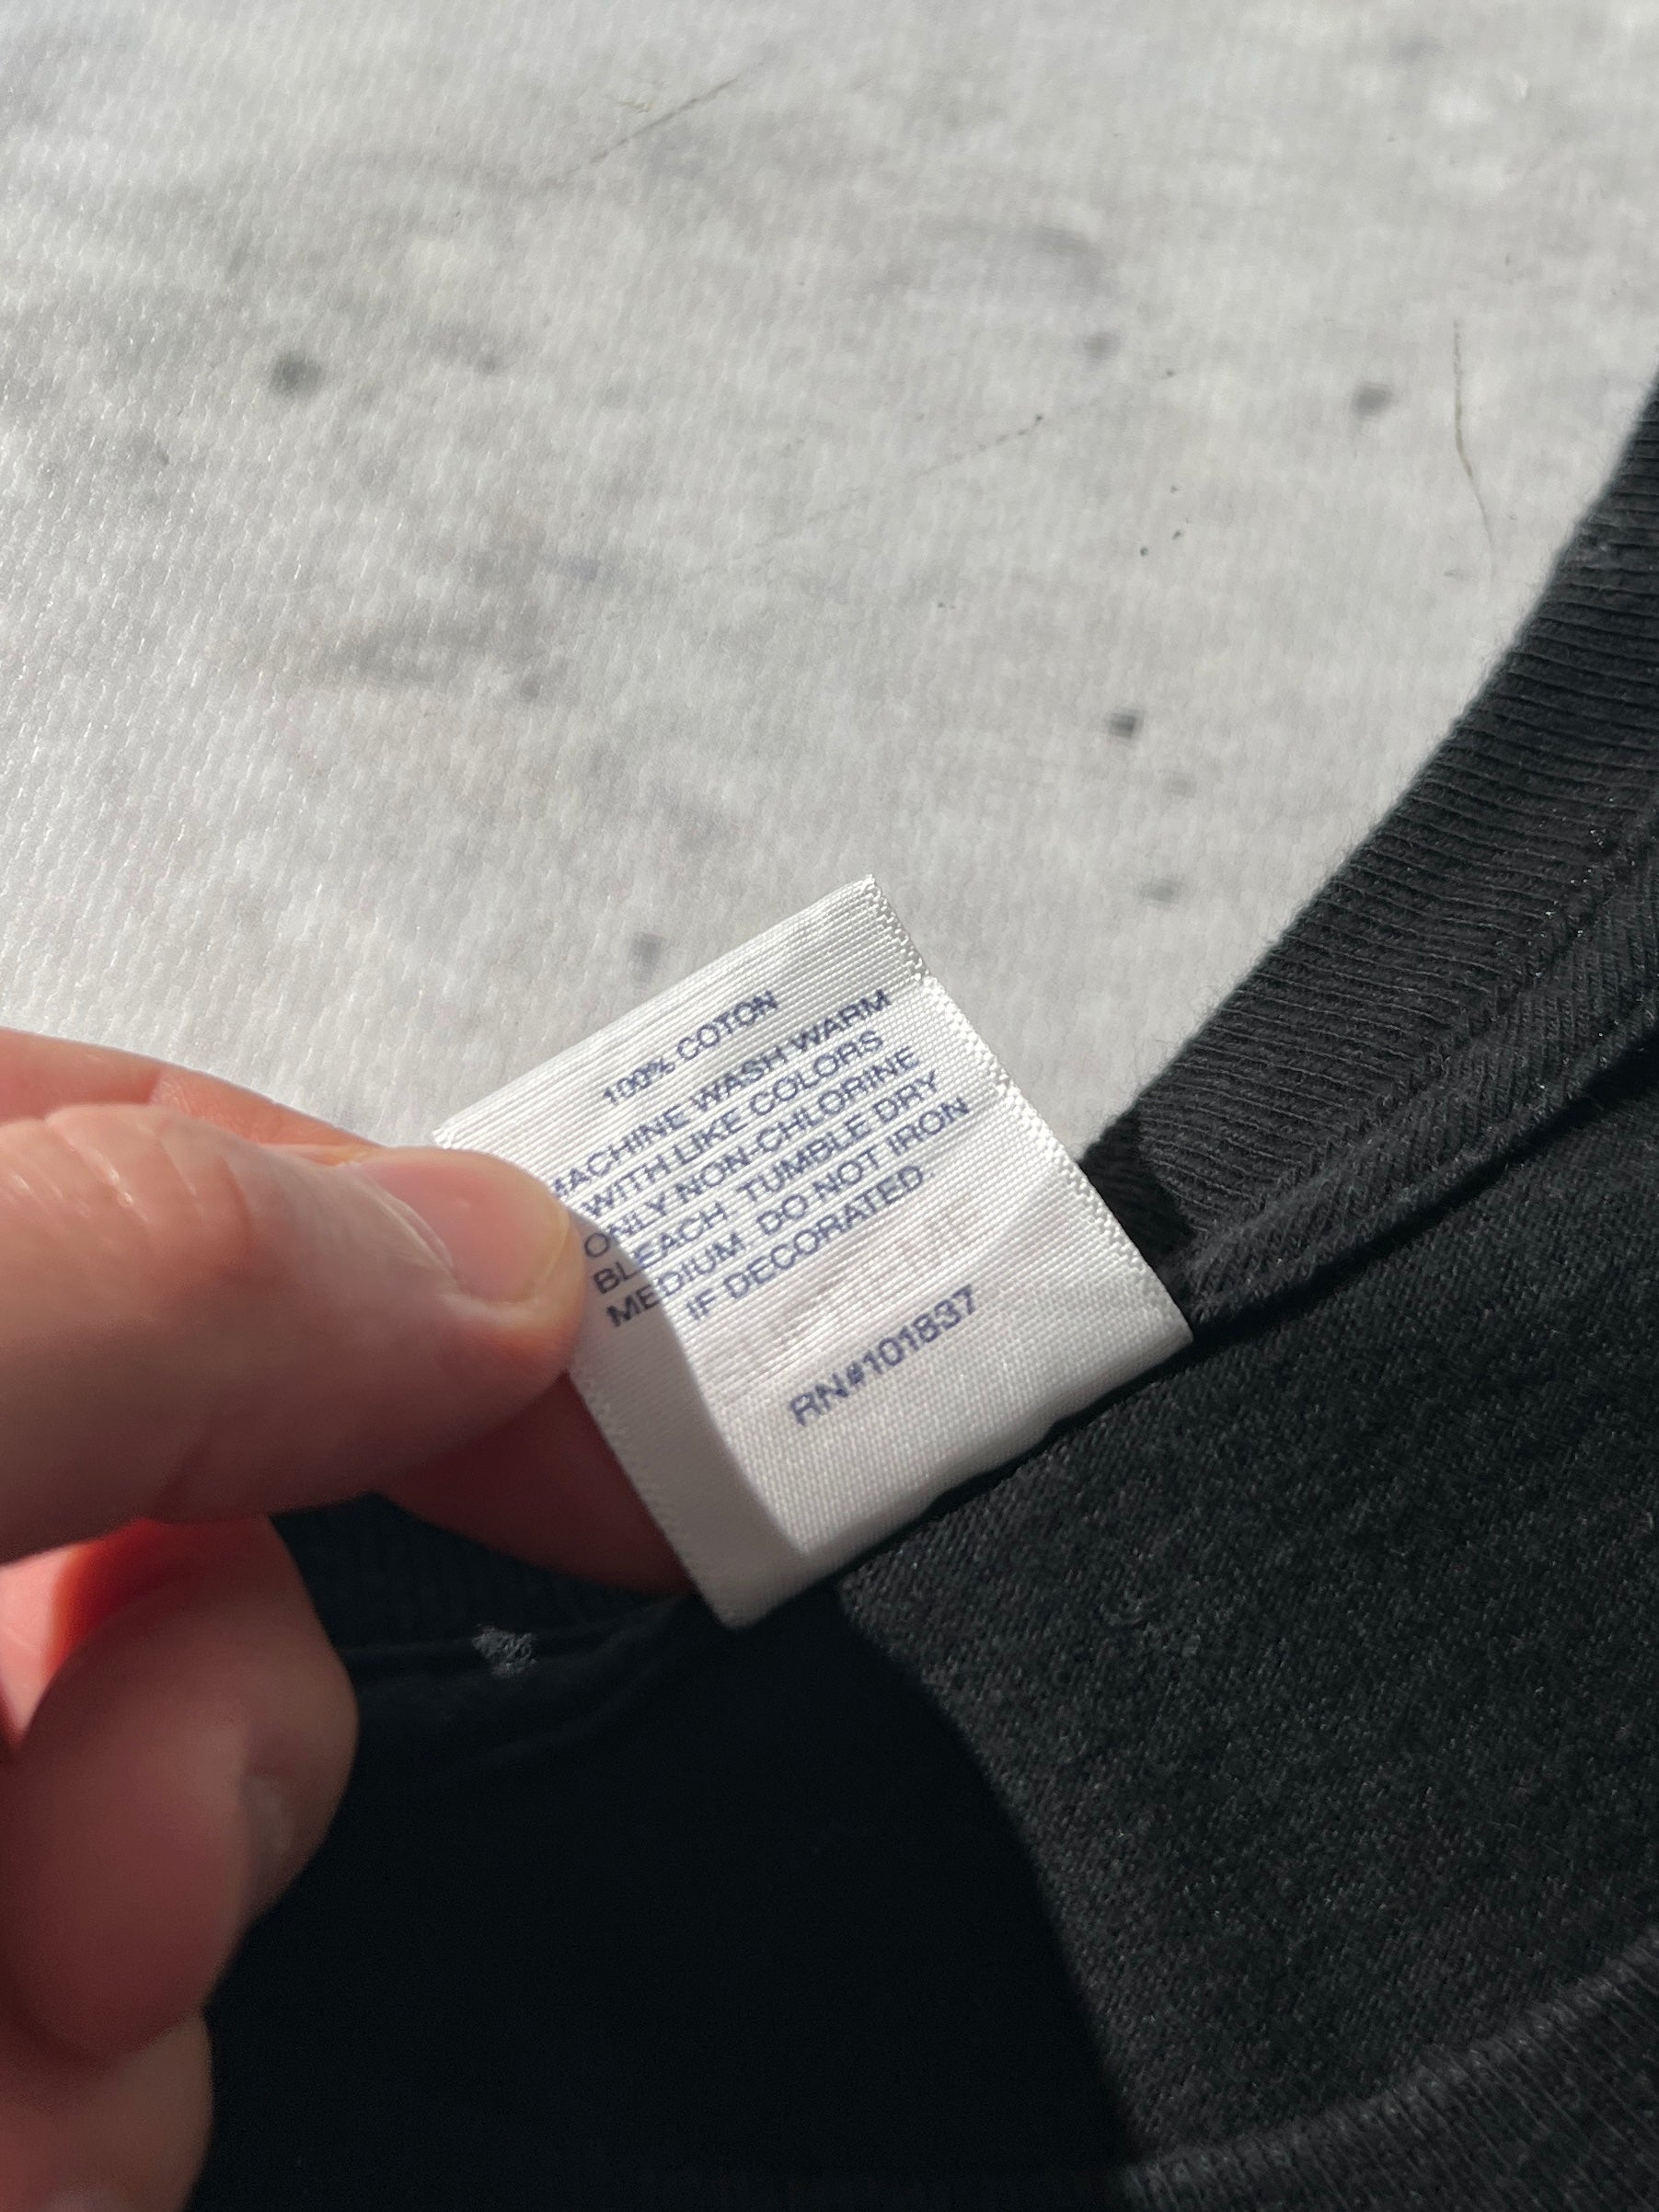 100% COTON
MACHINE WASH WARM
WITH LIKE COLORS
ONLY NON-CHLORINE
BLEACH TUMBLE DRY
MEDIUM DO NOT IRON
IF DECORATED.
RN#101837